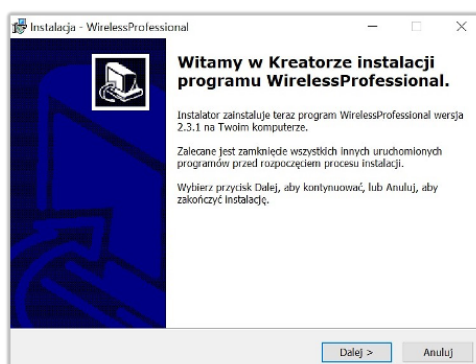 Instalacja - WirelessProfessional
Witamy w Kreatorze instalacji
programu WirelessProfessional.
Instalator zainstaluje teraz program WirelessProfessional wersja
2.3.1 na Twoim komputerze.
Zalecane jest zamknięcie wszystkich innych uruchomionych
programów przed rozpoczęciem procesu instalacji.
Wybierz przycisk Dalej, aby kontynuować, lub Anuluj, aby
zakończyć instalację.
Dalej >
Anuluj